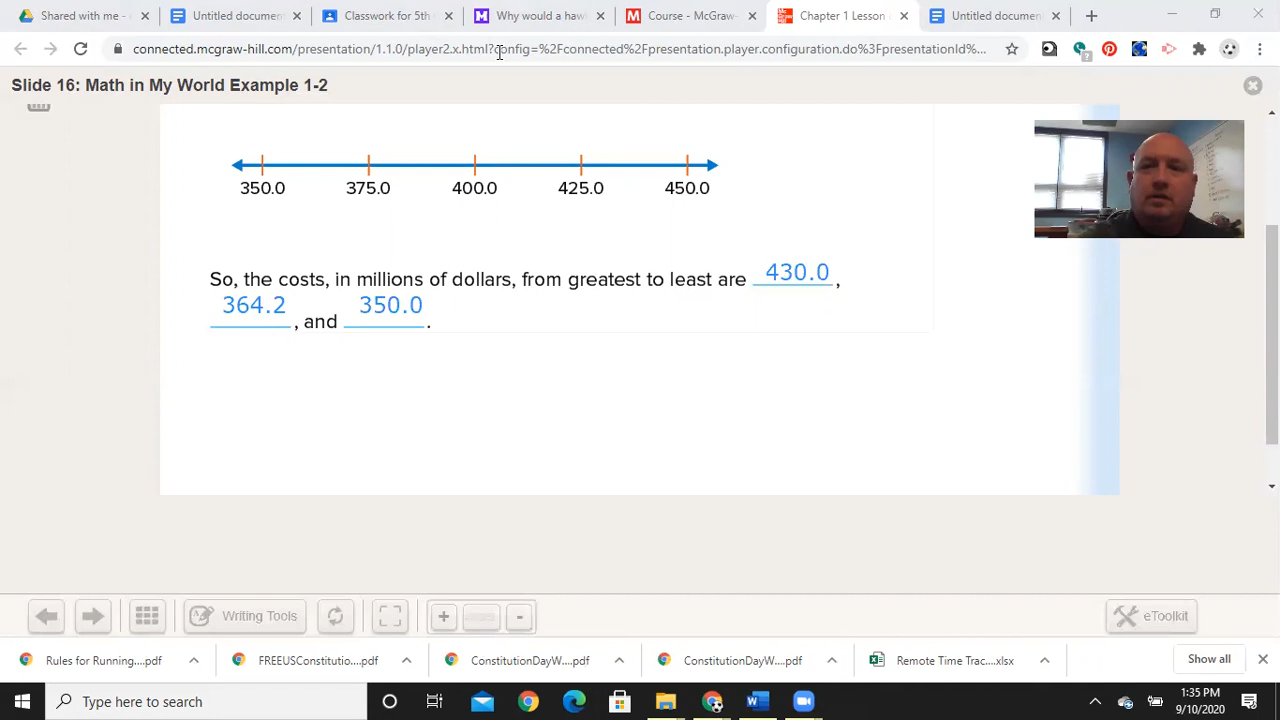 Shared with me -
Untitled documen
Classwork for 5th
Why would a haw
Course - McGraw-
Chapter 1 Lesson
Untitled documen
connected.mcgraw-hill.com/presentation/1.1.0/player2.x.html?config=%2Fconnected%2Fpresentation.player.configuration.do%3FpresentationId%...
Slide 16: Math in My World Example 1-2
350.0 375.0 400.0 425.0 450.0
So, the costs, in millions of dollars, from greatest to least are 430.0,
364.2, and 350.0.
Writing Tools
eToolkit
Rules for Running....pdf
FREEUSConstitutio....pdf
ConstitutionDayW....pdf
ConstitutionDayW....pdf
Remote Time Trac....xlsx
Show all
Type here to search
1:35 PM
9/10/2020